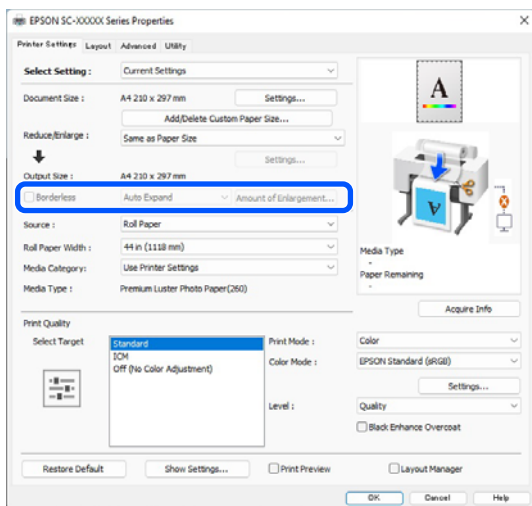 EPSON SC-XXXXX Series Properties
Printer Settings Layout Advanced Utility
Select Setting : Current Settings
Document Size : A4 210 x 297 mm Settings...
Add/Delete Custom Paper Size...
Reduce/Enlarge : Same as Paper Size
Settings...
Output Size : A4 210 x 297 mm
Borderless Auto Expand Amount of Enlargement...
Source : Roll Paper
Roll Paper Width : 44 in (1118 mm)
Media Category: Use Printer Settings
Media Type : Premium Luster Photo Paper(260)
A
Media Type
-
Paper Remaining
-
Acquire Info
Print Quality
Select Target Standard
ICM
Off (No Color Adjustment)
Print Mode : Color
Color Mode : EPSON Standard (sRGB)
Settings...
Level : Quality
Black Enhance Overcoat
Restore Default Show Settings... Print Preview Layout Manager
OK Cancel Help